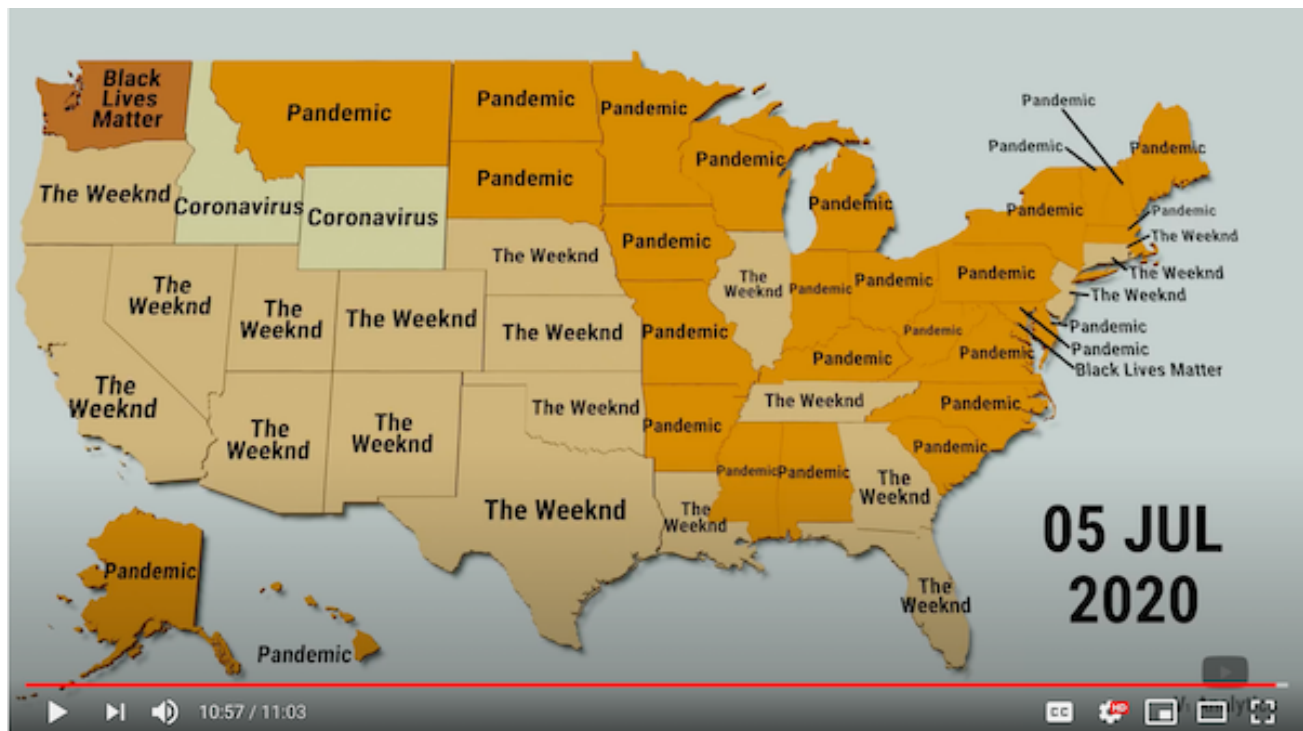 Black
Lives
Matter
Pandemic
Pandemic
Pandemic
Pandemic
Pandemic
Pandemic
Pandemic
The Weeknd
Coronavirus
Coronavirus
Pandemic
Pandemic
Pandemic
Pandemic
Pandemic
The Weeknd
The Weeknd
The Weeknd
The
Weeknd
The
Weeknd
The Weeknd
The Weeknd
Pandemic
The
Weeknd
Pandemic
Pandemic
Pandemic
The Weeknd
The Weeknd
Pandemic
Pandemic
Pandemic
Pandemic
Pandemic
Pandemic
Black Lives Matter
The
Weeknd
The
Weeknd
The
Weeknd
The Weeknd
Pandemic
The Weeknd
Pandemic
Pandemic
Pandemic
Pandemic
The
Weeknd
The Weeknd
The
Weeknd
05 JUL
2020
Pandemic
The
Weeknd
Pandemic
10:57 / 11:03
CC
HD